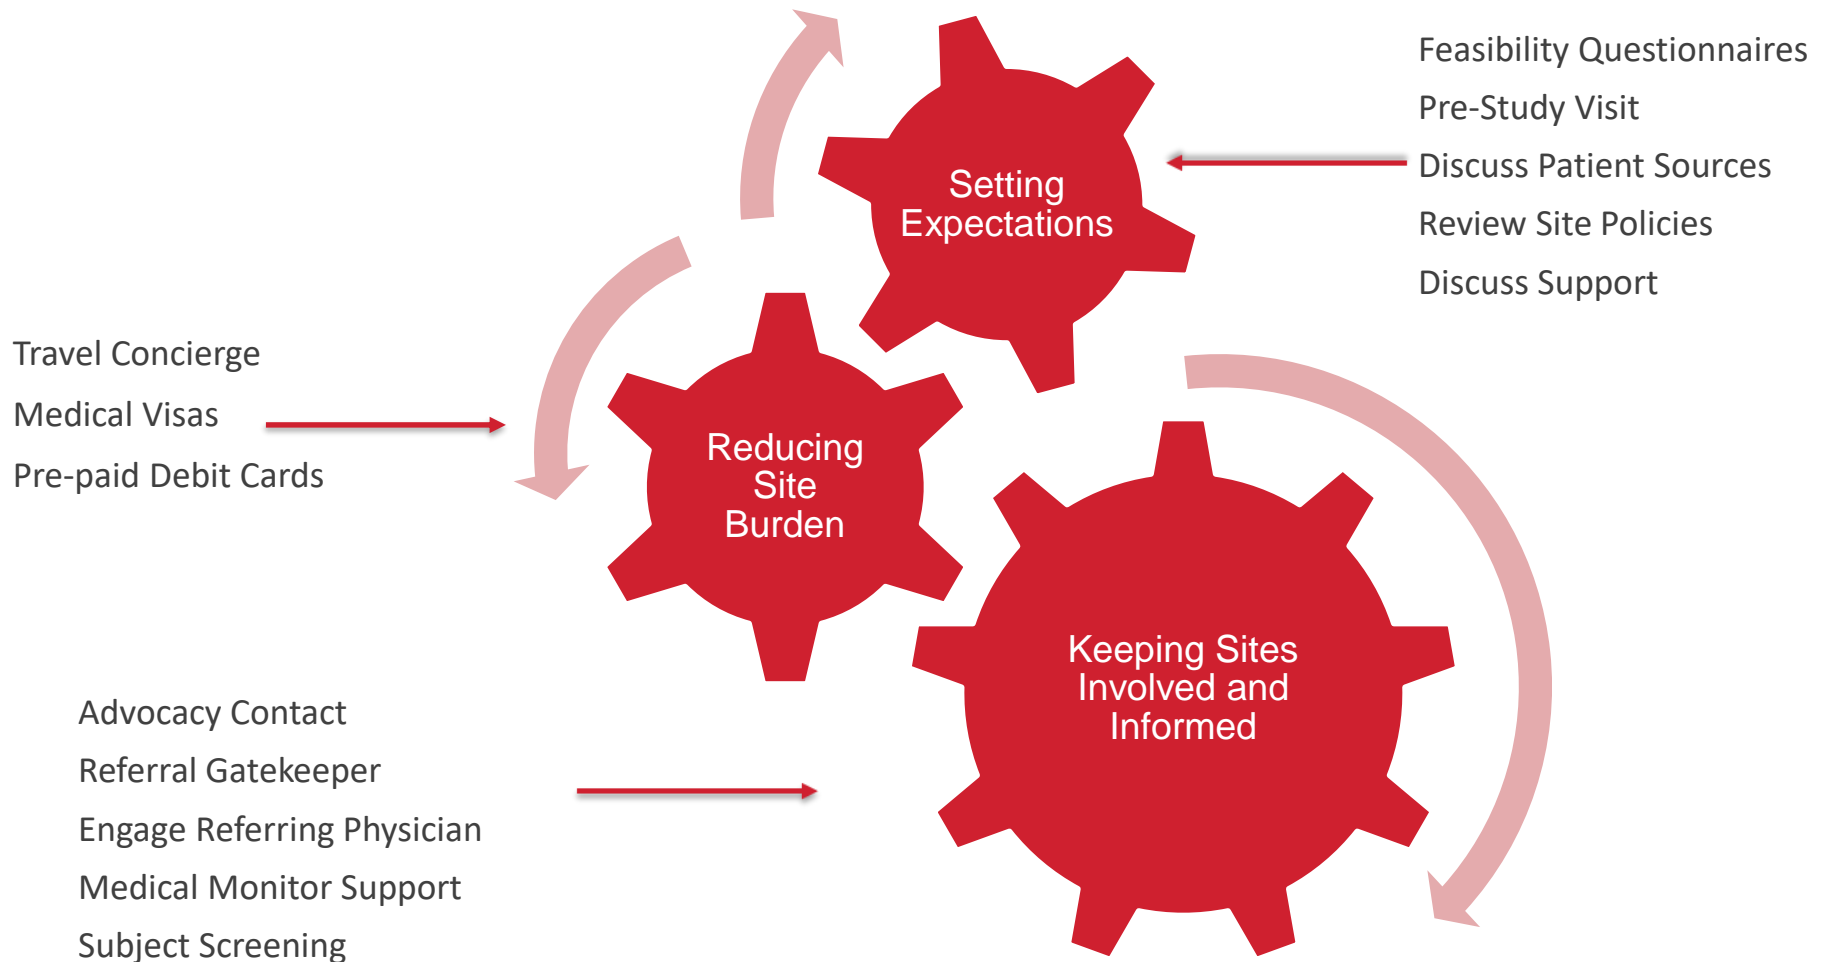 Feasibility Questionnaires
Pre-Study Visit
Discuss Patient Sources
Review Site Policies
Discuss Support
Setting
Expectations
Travel Concierge
Medical Visas
Pre-paid Debit Cards
Reducing
Site
Burden
Keeping Sites
Involved and
Informed
Advocacy Contact
Referral Gatekeeper
Engage Referring Physician
Medical Monitor Support
Subject Screening